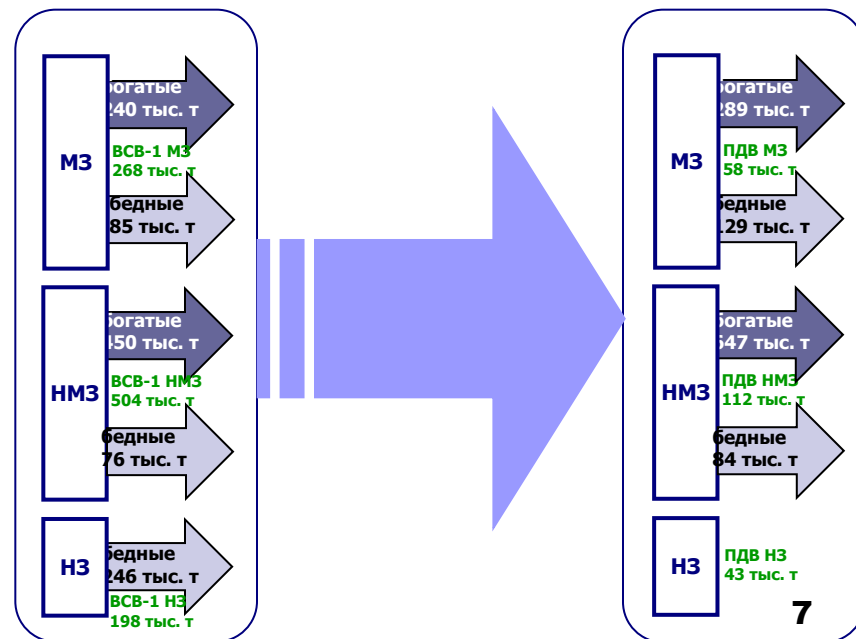 МЗ
богатые
240 тыс. т
ВСВ-1 МЗ
268 тыс. т
бедные
85 тыс. т
НМЗ
богатые
450 тыс. т
ВСВ-1 НМЗ
504 тыс. т
бедные
76 тыс. т
НЗ
бедные
246 тыс. т
ВСВ-1 НЗ
198 тыс. т
МЗ
богатые
289 тыс. т
ПДВ МЗ
58 тыс. т
бедные
129 тыс. т
НМЗ
богатые
тыс. т
ПДВ НМЗ
112 тыс. т
бедные
84 тыс. т
НЗ
ПДВ НЗ
43 тыс. т
7